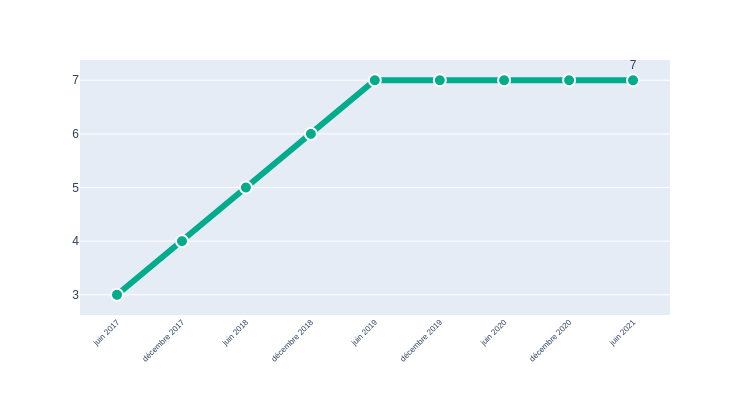 7
7
6
5
4
3
juin 2017
décembre 2017
juin 2018
décembre 2018
juin 2019
décembre 2019
juin 2020
décembre 2020
juin 2021